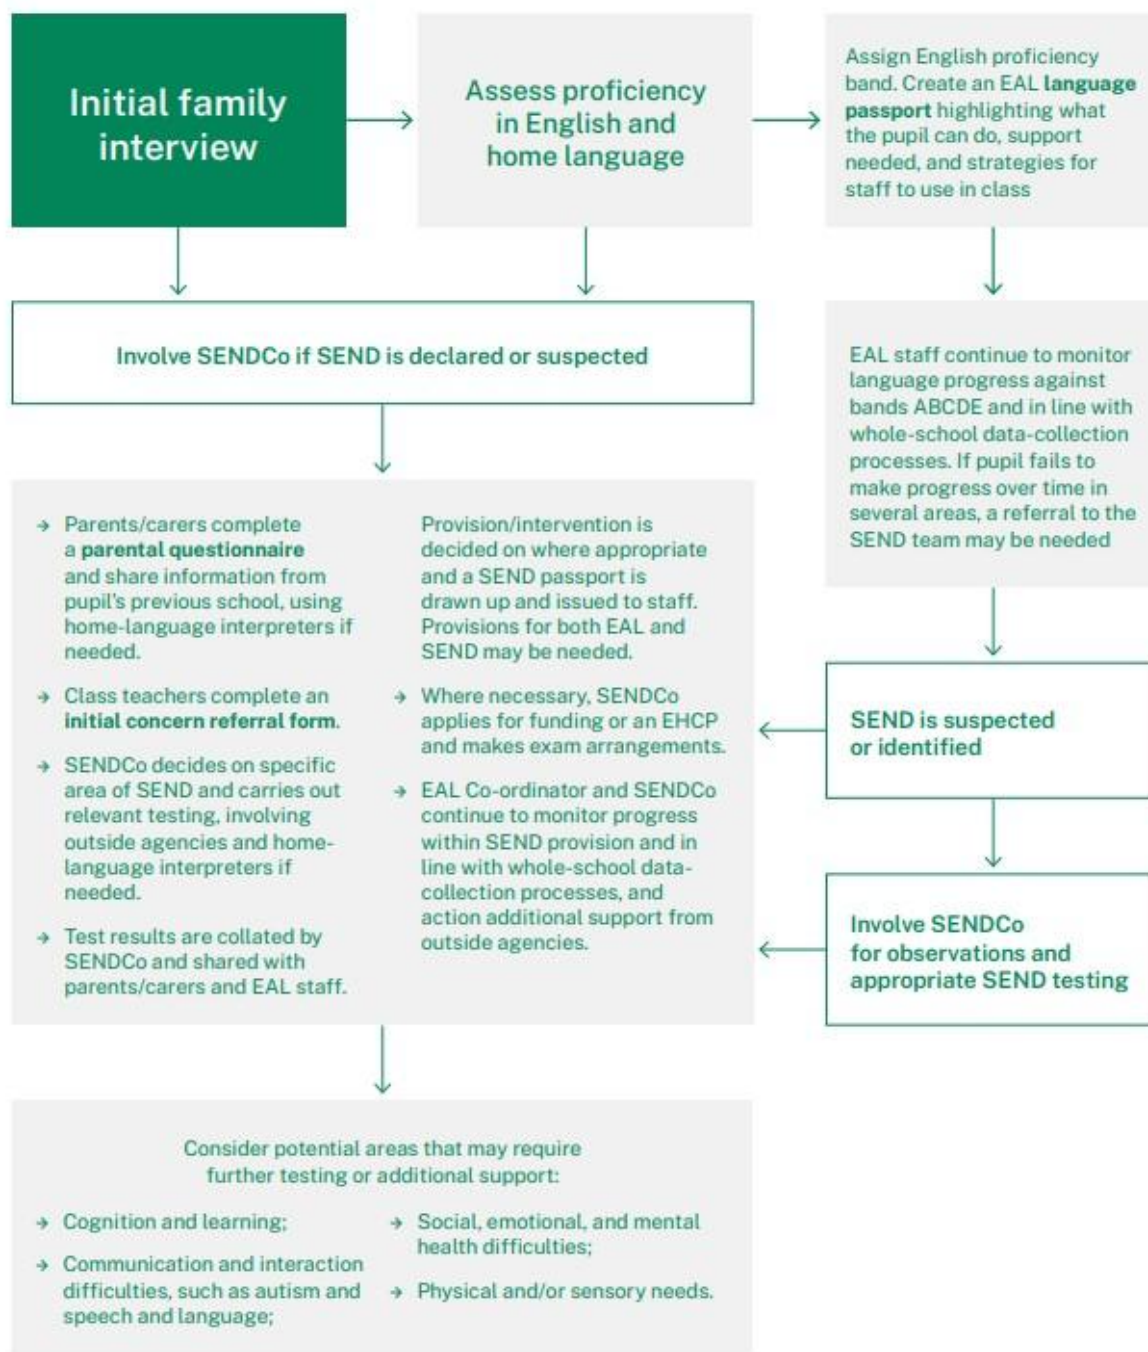 Initial family
interview
Assess proficiency
in English and
home language
Assign English proficiency
band. Create an EAL language
passport highlighting what
the pupil can do, support
needed, and strategies for
staff to use in class
Involve SENDCo if SEND is declared or suspected
EAL staff continue to monitor
language progress against
bands ABCDE and in line with
whole-school data-collection
processes. If pupil fails to
make progress over time in
several areas, a referral to the
SEND team may be needed
→ Parents/carers complete
a parental questionnaire
and share information from
pupil's previous school, using
home-language interpreters if
needed.
→ Class teachers complete an
initial concern referral form.
→ SENDCo decides on specific
area of SEND and carries out
relevant testing, involving
outside agencies and home-
language interpreters if
needed.
→ Test results are collated by
SENDCo and shared with
parents/carers and EAL staff.
Provision/intervention is
decided on where appropriate
and a SEND passport is
drawn up and issued to staff.
Provisions for both EAL and
SEND may be needed.
→ Where necessary, SENDCo
applies for funding or an EHCP
and makes exam arrangements.
→ EAL Co-ordinator and SENDCo
continue to monitor progress
within SEND provision and in
line with whole-school data-
collection processes, and
action additional support from
outside agencies.
SEND is suspected
or identified
Involve SENDCo
for observations and
appropriate SEND testing
Consider potential areas that may require
further testing or additional support:
→ Cognition and learning;
→ Communication and interaction
difficulties, such as autism and
speech and language;
→ Social, emotional, and mental
health difficulties;
→ Physical and/or sensory needs.